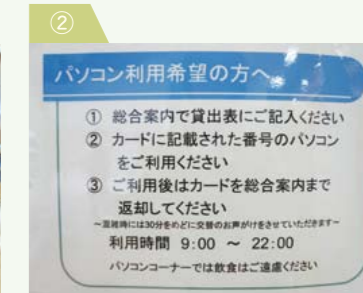 ②
パソコン利用希望の方へ
① 総合案内で貸出表にご記入ください
② カードに記載された番号のパソコン
をご利用ください
③ ご利用後はカードを総合案内まで
返却してください
～混雑時には30分をめどに交替のお声がけをさせていただきます～
利用時間 9:00 ～ 22:00
パソコンコーナーでは飲食はご遠慮ください